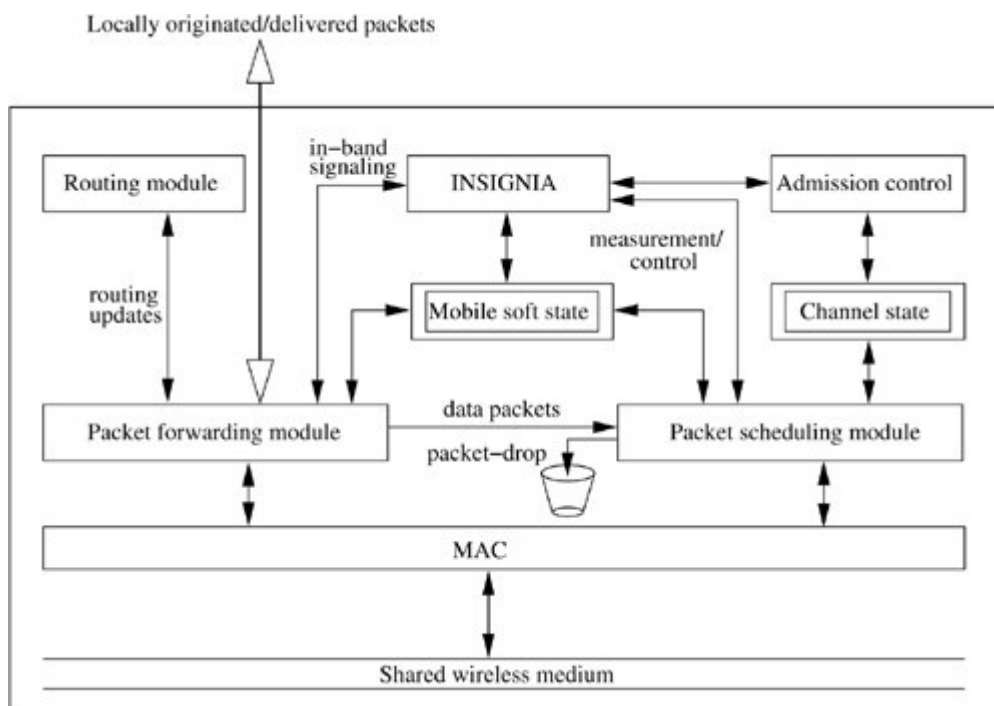 Locally originated/delivered packets
in-band
signaling
Routing module
INSIGNIA
Admission control
measurement/
control
routing
updates
Mobile soft state
Channel state
data packets
Packet forwarding module
Packet scheduling module
packet-drop
MAC
Shared wireless medium